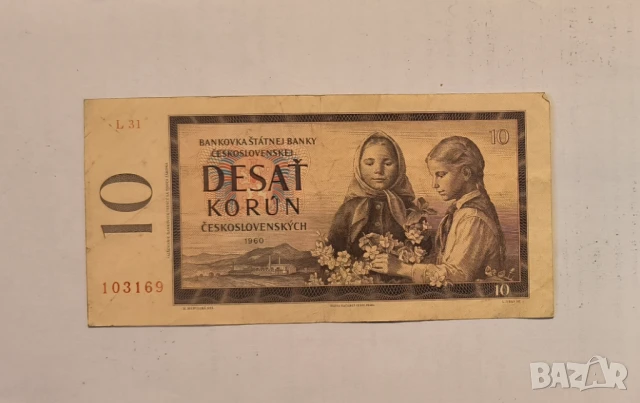 L 31
10
103169
BANKOVKA ŠTÁTNEJ BANKY
ČESKOSLOVENSKEJ
DESAŤ
KORÚN
ČESKOSLOVENSKÝCH
1960
10
10
BAZAR